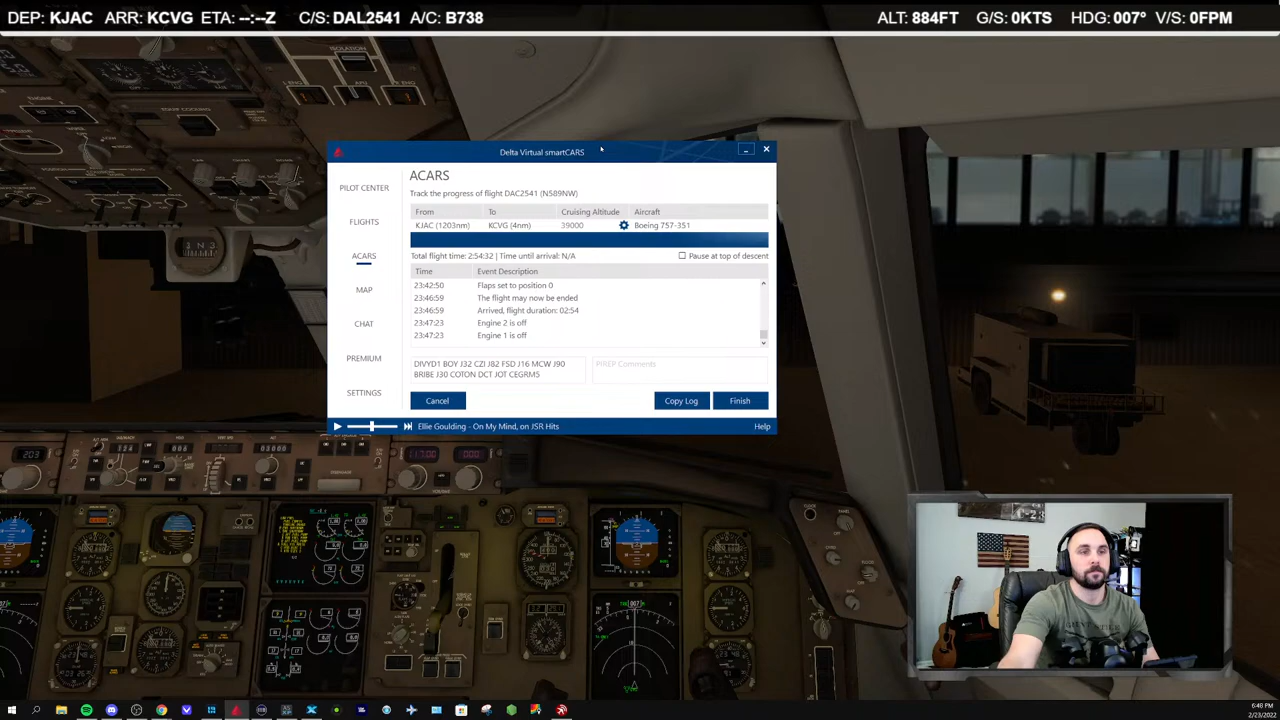 DEP: KJAC ARR: KCVG ETA: --:--Z C/S: DAL2541 A/C: B738 ALT: 884FT G/S: 0KTS HDG: 007° V/S: 0FPM
Delta Virtual smartCARS
PILOT CENTER
FLIGHTS
ACARS
MAP
CHAT
PREMIUM
SETTINGS
ACARS
Track the progress of flight DAC2541 (N589NW)
From To Cruising Altitude Aircraft
KJAC (1203nm) KCVG (4nm) 39000 Boeing 757-351
Total flight time: 2:54:32 | Time until arrival: N/A Pause at top of descent
Time Event Description
23:42:50 Flaps set to position 0
23:46:59 The flight may now be ended
23:46:59 Arrived, flight duration: 02:54
23:47:23 Engine 2 is off
23:47:23 Engine 1 is off
DIVYD1 BOY J32 CZI J82 FSD J16 MCW J90
BRIBE J30 COTON DCT JOT CEGRM5
PIREP Comments
Cancel Copy Log Finish
Ellie Goulding - On My Mind, on JSR Hits Help
ISOLATION
6:48 PM
2/23/2022